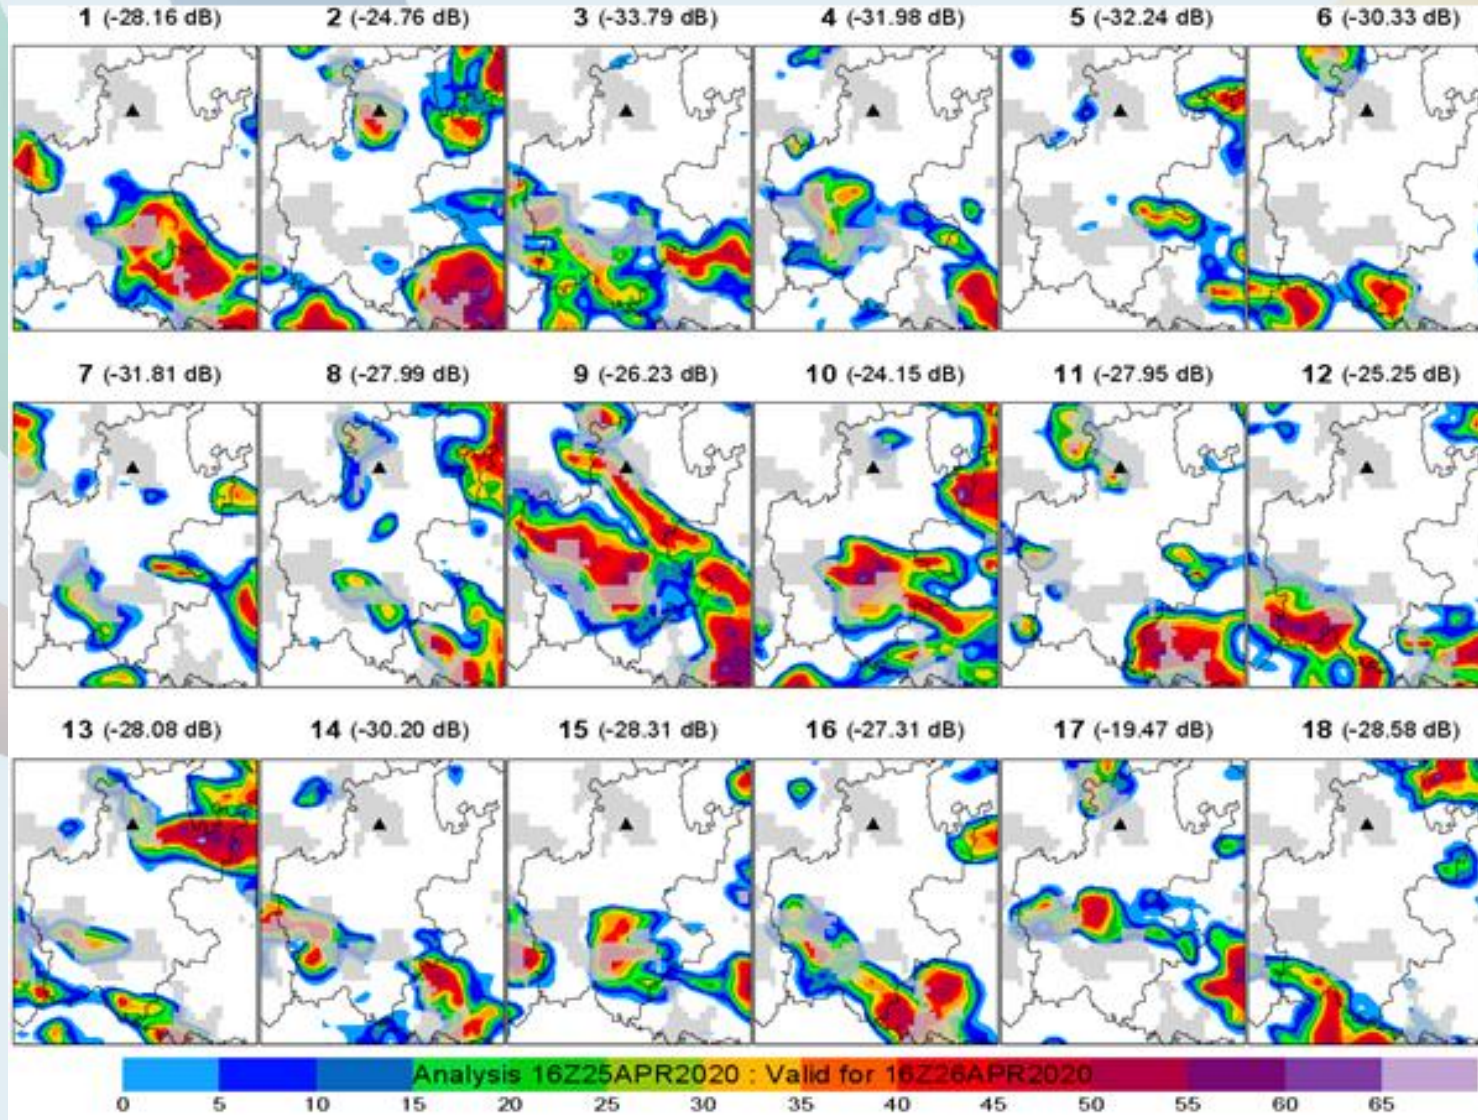 1 (-28.16 dB) 2 (-24.76 dB) 3 (-33.79 dB) 4 (-31.98 dB) 5 (-32.24 dB) 6 (-30.33 dB)
7 (-31.81 dB) 8 (-27.99 dB) 9 (-26.23 dB) 10 (-24.15 dB) 11 (-27.95 dB) 12 (-25.25 dB)
13 (-28.08 dB) 14 (-30.20 dB) 15 (-28.31 dB) 16 (-27.31 dB) 17 (-19.47 dB) 18 (-28.58 dB)
Analysis 16Z25APR2020 : Valid for 16Z26APR2020
0 5 10 15 20 25 30 35 40 45 50 55 60 65